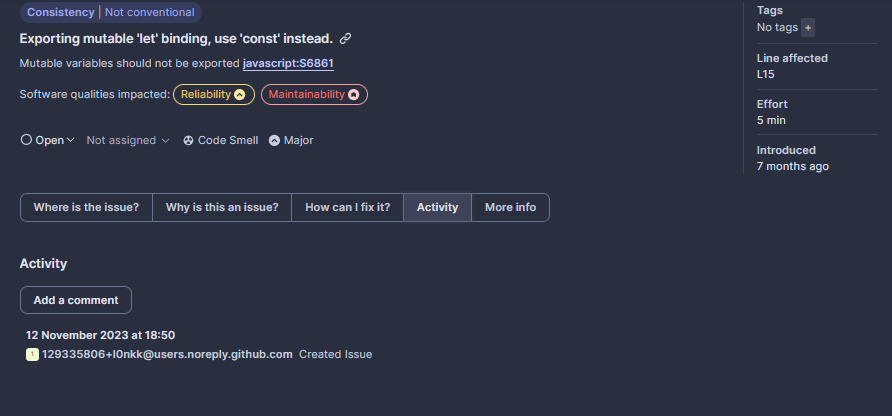 Consistency | Not conventional
Exporting mutable 'let' binding, use 'const' instead.
Mutable variables should not be exported javascript:S6861
Software qualities impacted: Reliability Maintainability
Open Not assigned Code Smell Major
Where is the issue? Why is this an issue? How can I fix it? Activity More info
Activity
Add a comment
12 November 2023 at 18:50
1 129335806+l0nkk@users.noreply.github.com Created Issue
Tags
No tags +
Line affected
L15
Effort
5 min
Introduced
7 months ago